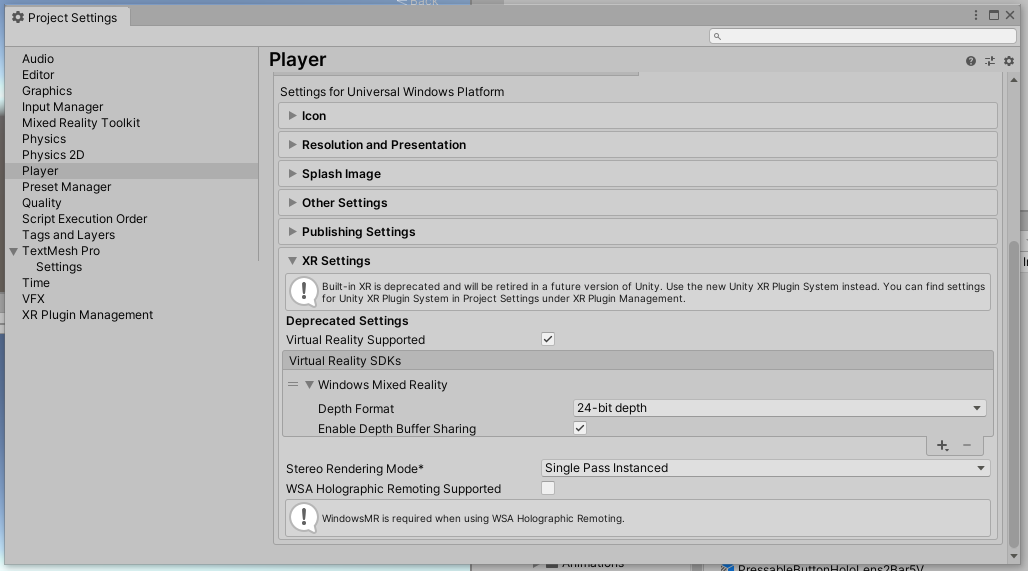 Back
Project Settings
Player
Audio
Editor
Graphics
Input Manager
Mixed Reality Toolkit
Physics
Physics 2D
Player
Preset Manager
Quality
Script Execution Order
Tags and Layers
TextMesh Pro
Settings
Time
VFX
XR Plugin Management
Settings for Universal Windows Platform
Icon
Resolution and Presentation
Splash Image
Other Settings
Publishing Settings
XR Settings
Built-in XR is deprecated and will be retired in a future version of Unity. Use the new Unity XR Plugin System instead. You can find settings
for Unity XR Plugin System in Project Settings under XR Plugin Management.
Deprecated Settings
Virtual Reality Supported
Virtual Reality SDKs
Windows Mixed Reality
Depth Format 24-bit depth
Enable Depth Buffer Sharing
Stereo Rendering Mode* Single Pass Instanced
WSA Holographic Remoting Supported
WindowsMR is required when using WSA Holographic Remoting.
Animations
PressableButtonHoloLens2Bar5V